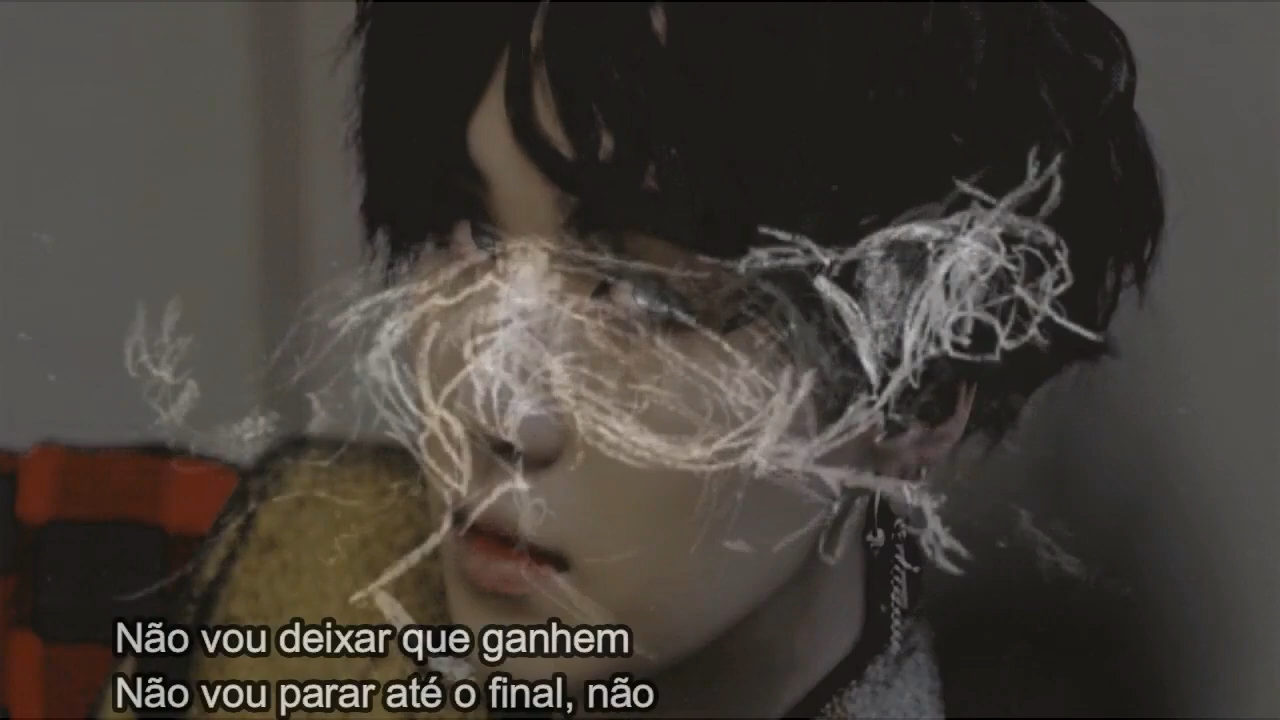 Não vou deixar que ganhem
Não vou parar até o final, não